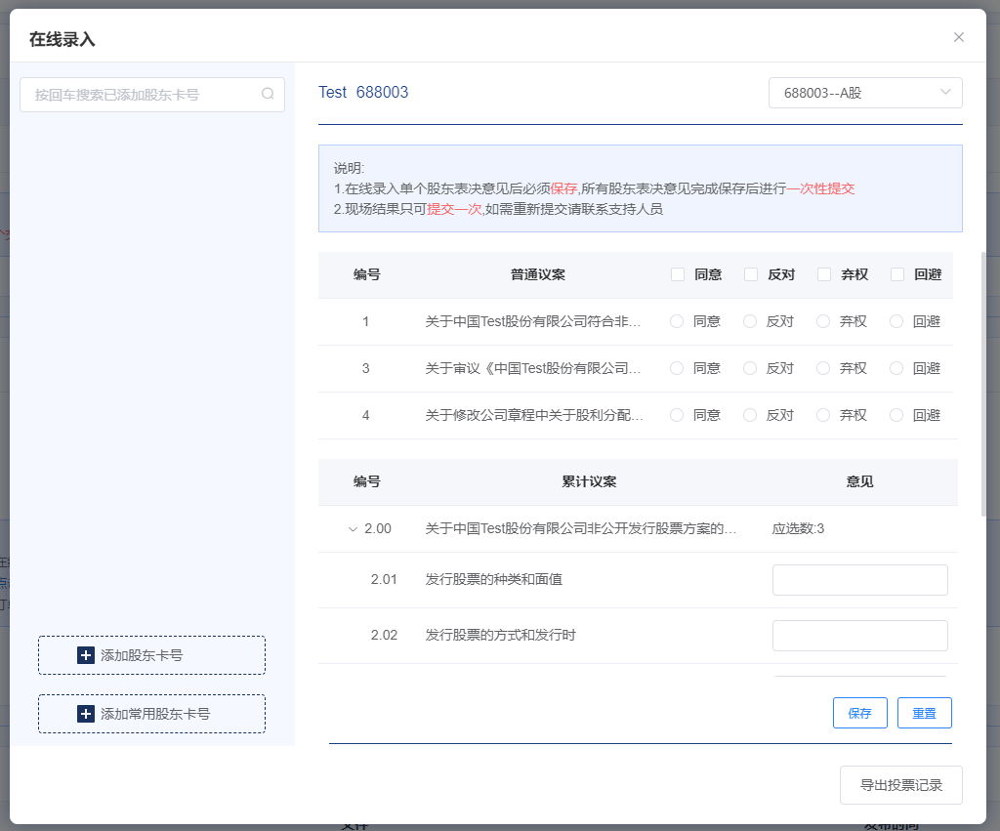 在线录入
按回车搜索已添加股东卡号
Test 688003
688003--A股
说明:
1.在线录入单个股东表决意见后必须保存,所有股东表决意见完成保存后进行一次性提交
2.现场结果只可提交一次,如需重新提交请联系支持人员
编号 普通议案 同意 反对 弃权 回避
1 关于中国Test股份有限公司符合非... 同意 反对 弃权 回避
3 关于审议《中国Test股份有限公司... 同意 反对 弃权 回避
4 关于修改公司章程中关于股利分配... 同意 反对 弃权 回避
编号 累计议案 意见
2.00 关于中国Test股份有限公司非公开发行股票方案的... 应选数:3
2.01 发行股票的种类和面值
2.02 发行股票的方式和发行时
添加股东卡号
添加常用股东卡号
保存 重置
导出投票记录